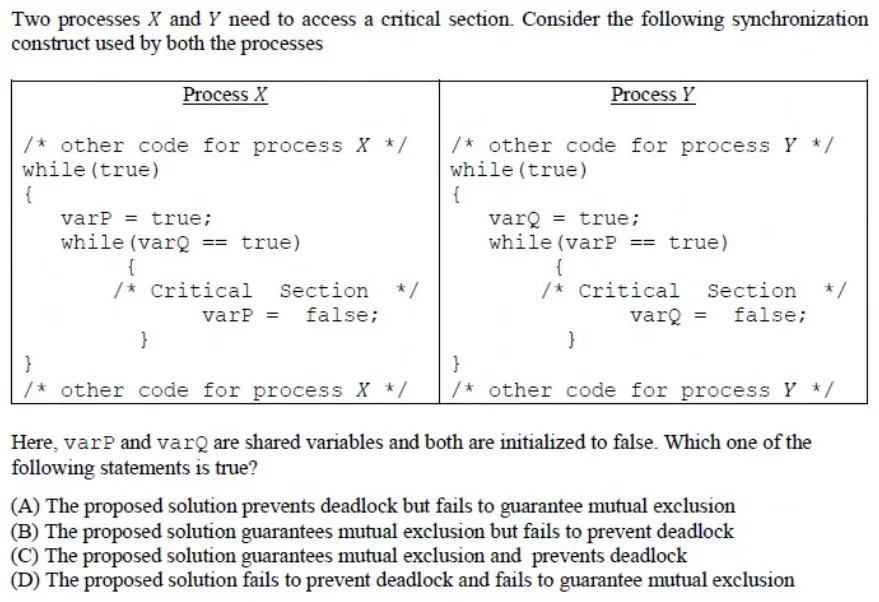 Two processes X and Y need to access a critical section. Consider the following synchronization
construct used by both the processes
Process X
/* other code for process X */
while(true)
{
varP = true;
while(varQ == true)
{
/* Critical Section */
varP = false;
}
}
/* other code for process X */
Process Y
/* other code for process Y */
while(true)
{
varQ = true;
while(varP == true)
{
/* Critical Section */
varQ = false;
}
}
/* other code for process Y */
Here, varP and varQ are shared variables and both are initialized to false. Which one of the
following statements is true?
(A) The proposed solution prevents deadlock but fails to guarantee mutual exclusion
(B) The proposed solution guarantees mutual exclusion but fails to prevent deadlock
(C) The proposed solution guarantees mutual exclusion and prevents deadlock
(D) The proposed solution fails to prevent deadlock and fails to guarantee mutual exclusion